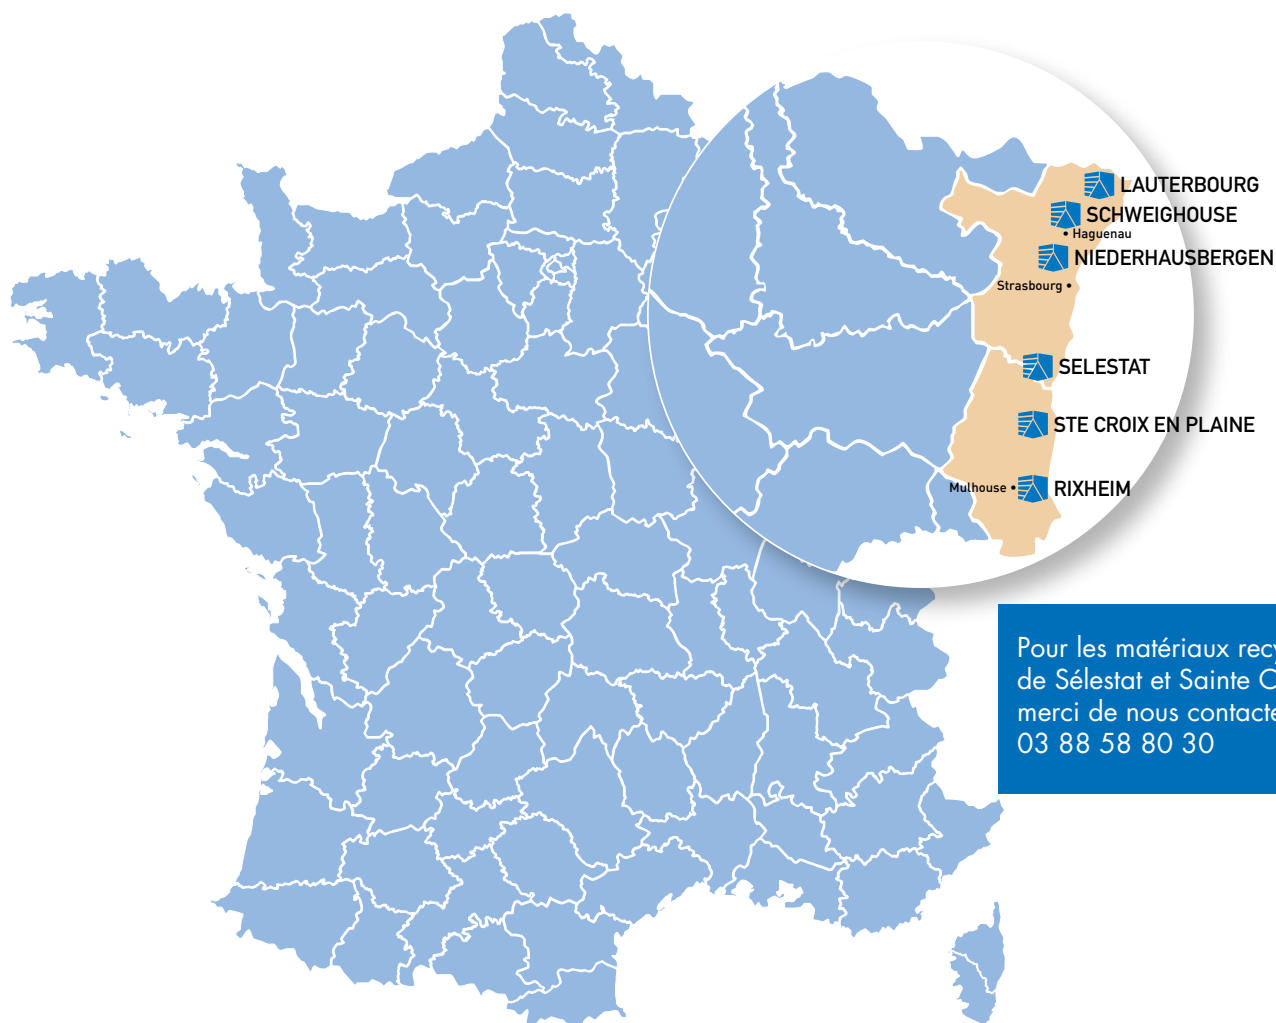 LAUTERBOURG
SCHWEIGHOUSE
• Haguenau
NIEDERHAUSBERGEN
Strasbourg •
SELESTAT
STE CROIX EN PLAINE
Mulhouse • RIXHEIM
Pour les matériaux
de Sélestat et Sainte
merci de nous
03 88 58 80 30